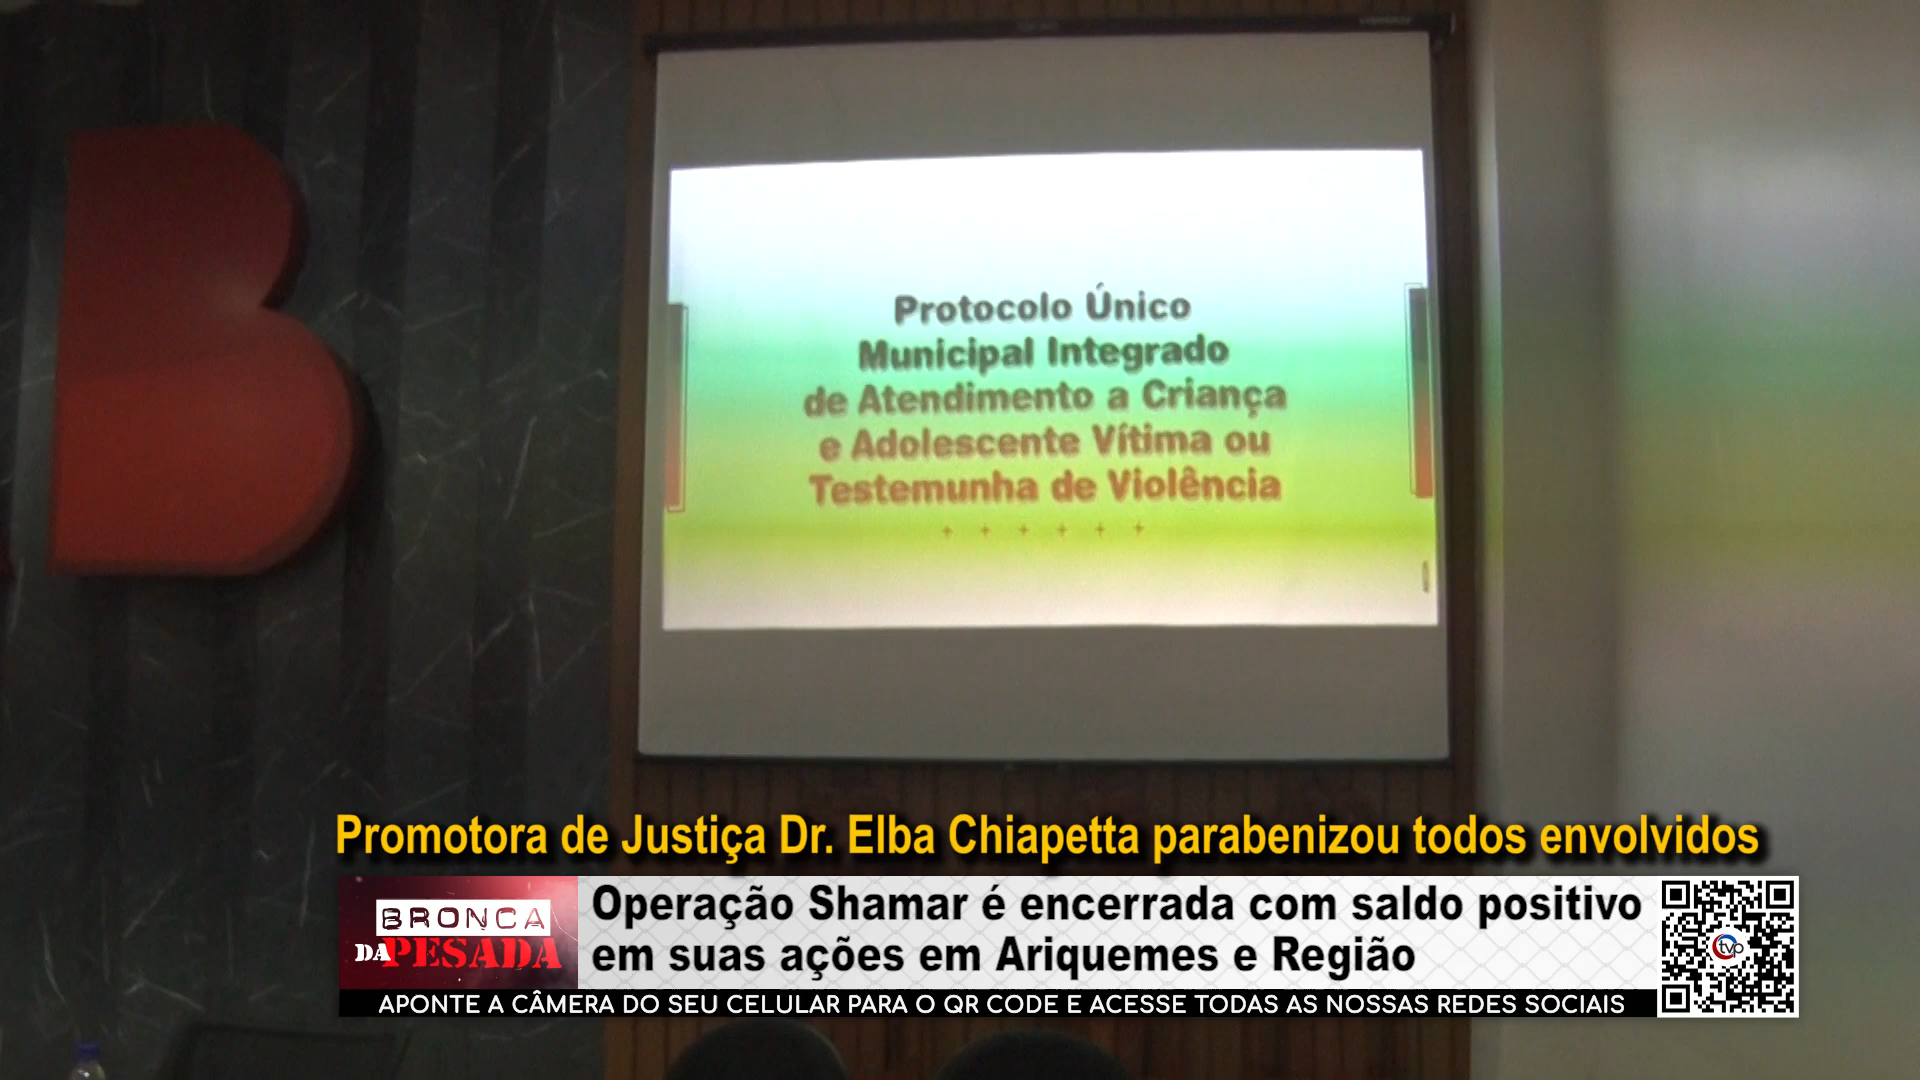 B
Protocolo Único
Municipal Integrado
de Atendimento a Criança
e Adolescente Vítima ou
Testemunha de Violência
Promotora de Justiça Dr. Elba Chiapetta parabenizou todos envolvidos
BRONCA
DA PESADA
Operação Shamar é encerrada com saldo positivo
em suas ações em Ariquemes e Região
tvp
APONTE A CÂMERA DO SEU CELULAR PARA O QR CODE E ACESSE TODAS AS NOSSAS REDES SOCIAIS